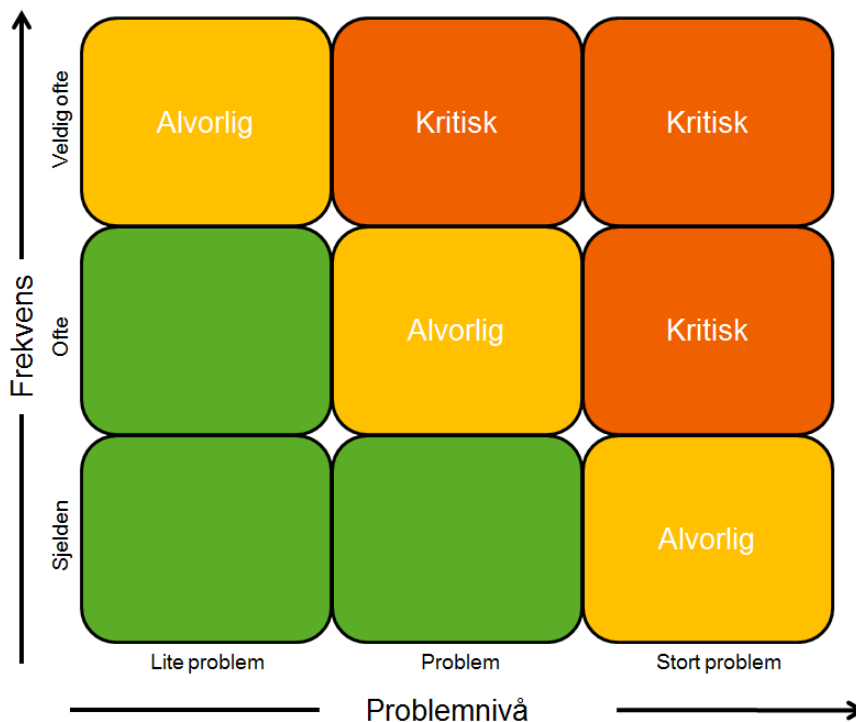 Veldig ofte
Alvorlig
Kritisk
Kritisk
Frekvens
Ofte
Alvorlig
Kritisk
Sjelden
Alvorlig
Lite problem
Problem
Stort problem
Problemnivå